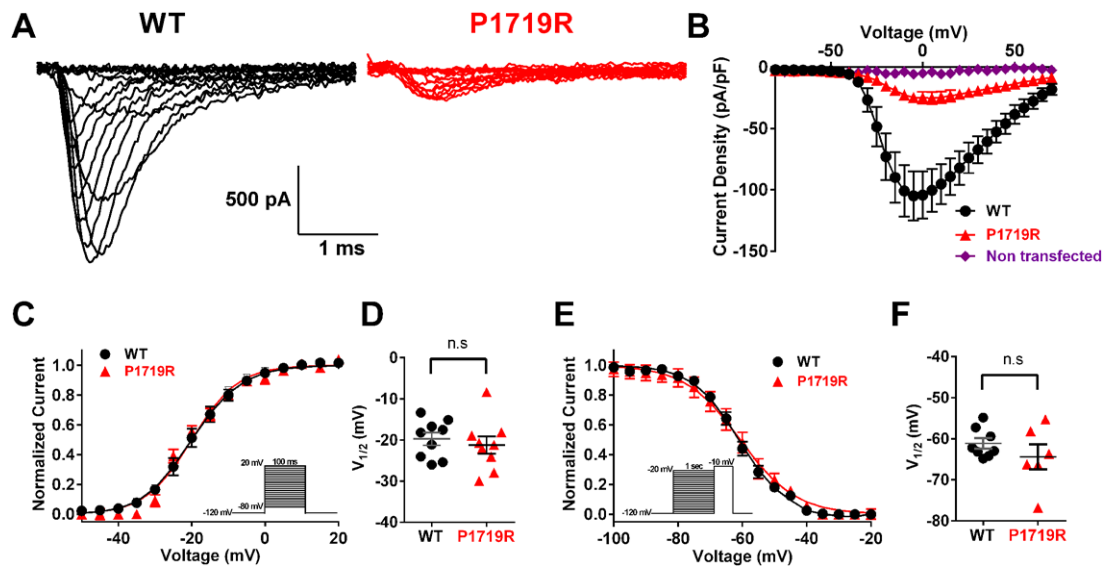 A
WT
P1719R
500 pA
1 ms
B
Voltage (mV)
-50
0
50
0
-50
-100
-150
Current Density (pA/pF)
WT
P1719R
Non transfected
C
WT
P1719R
Normalized Current
1.0
0.8
0.6
0.4
0.2
0.0
20 mV
100 ms
-80 mV
-120 mV
-40
-20
0
20
Voltage (mV)
D
n.s
V1/2 (mV)
0
-10
-20
-30
-40
WT
P1719R
E
WT
P1719R
Normalized Current
1.0
0.8
0.6
0.4
0.2
0.0
-20 mV
1 sec
-10 mV
-120 mV
-100
-80
-60
-40
-20
Voltage (mV)
F
n.s
V1/2 (mV)
-40
-50
-60
-70
-80
WT
P1719R